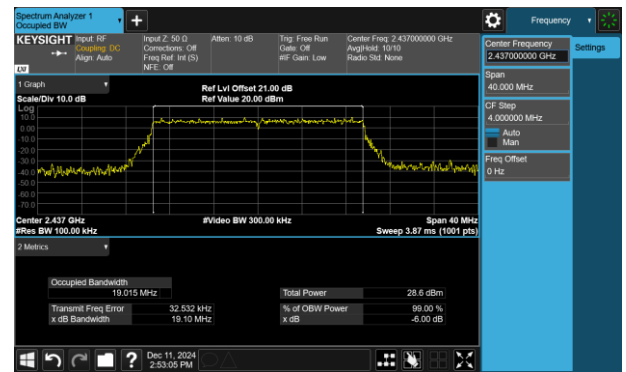 Spectrum Analyzer 1
Occupied BW
Frequency
KEYSIGHT
Input: RF
Coupling: DC
Align: Auto
Input Z: 50 Ω
Corrections: Off
Freq Ref: Int (S)
NFE: Off
Atten: 10 dB
Trig: Free Run
Gate: Off
#IF Gain: Low
Center Freq: 2.437000000 GHz
Avg|Hold: 10/10
Radio Std: None
LXI
Center Frequency
2.437000000 GHz
Settings
Span
40.000 MHz
CF Step
4.000000 MHz
Auto
Man
Freq Offset
0 Hz
1 Graph
Scale/Div 10.0 dB
Ref Lvl Offset 21.00 dB
Ref Value 20.00 dBm
Log
10.0
0.00
-10.0
-20.0
-30.0
-40.0
-50.0
-60.0
-70.0
Center 2.437 GHz
#Res BW 100.00 kHz
#Video BW 300.00 kHz
Span 40 MHz
Sweep 3.87 ms (1001 pts)
2 Metrics
Occupied Bandwidth
19.015 MHz
Total Power 28.6 dBm
Transmit Freq Error 32.532 kHz
% of OBW Power 99.00 %
x dB Bandwidth 19.10 MHz
x dB -6.00 dB
?
Dec 11, 2024
2:53:05 PM